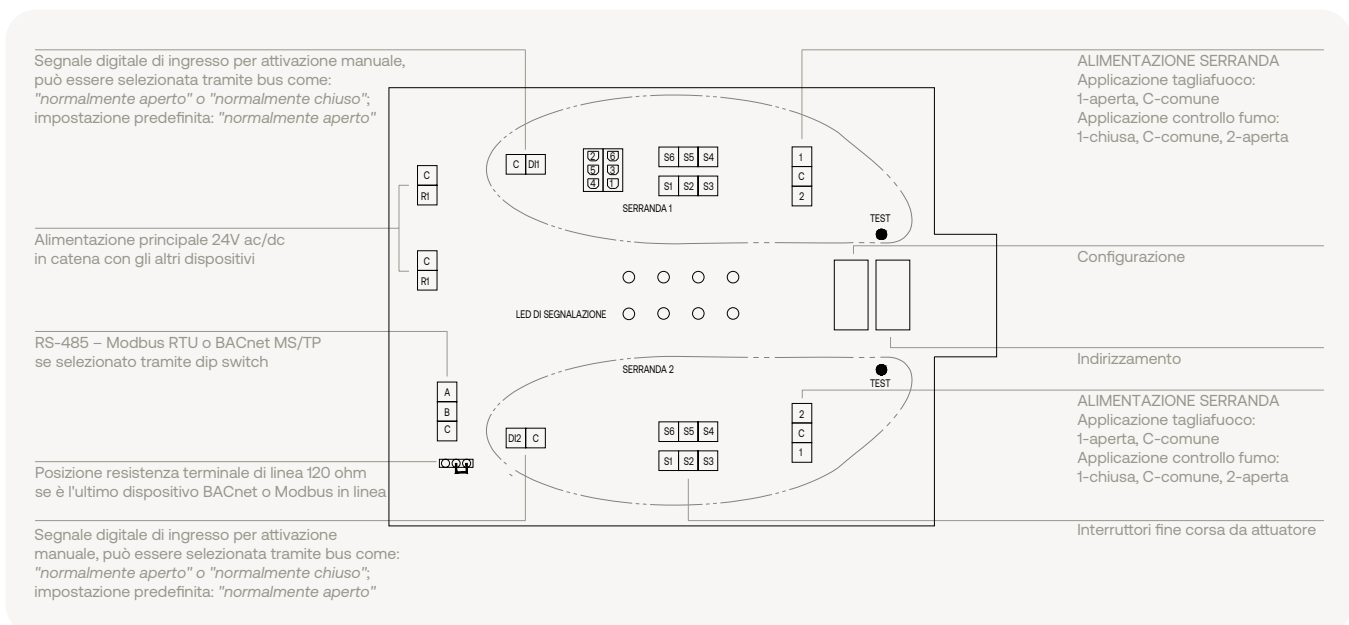 Segnale digitale di ingresso per attivazione manuale,
può essere selezionata tramite bus come:
"normalmente aperto" o "normalmente chiuso";
impostazione predefinita: "normalmente aperto"
Alimentazione principale 24V ac/dc
in catena con gli altri dispositivi
RS-485 – Modbus RTU o BACnet MS/TP
se selezionato tramite dip switch
Posizione resistenza terminale di linea 120 ohm
se è l'ultimo dispositivo BACnet o Modbus in linea
Segnale digitale di ingresso per attivazione
manuale, può essere selezionata tramite bus come:
"normalmente aperto" o "normalmente chiuso";
impostazione predefinita: "normalmente aperto"
C
R1
C
R1
A
B
C
C DI1
2 6
5 3
4 1
S6 S5 S4
S1 S2 S3
SERRANDA 1
1
C
2
TEST
LED DI SEGNALAZIONE
SERRANDA 2
TEST
DI2 C
S6 S5 S4
S1 S2 S3
2
C
1
ALIMENTAZIONE SERRANDA
Applicazione tagliafuoco:
1-aperta, C-comune
Applicazione controllo fumo:
1-chiusa, C-comune, 2-aperta
Configurazione
Indirizzamento
ALIMENTAZIONE SERRANDA
Applicazione tagliafuoco:
1-aperta, C-comune
Applicazione controllo fumo:
1-chiusa, C-comune, 2-aperta
Interruttori fine corsa da attuatore